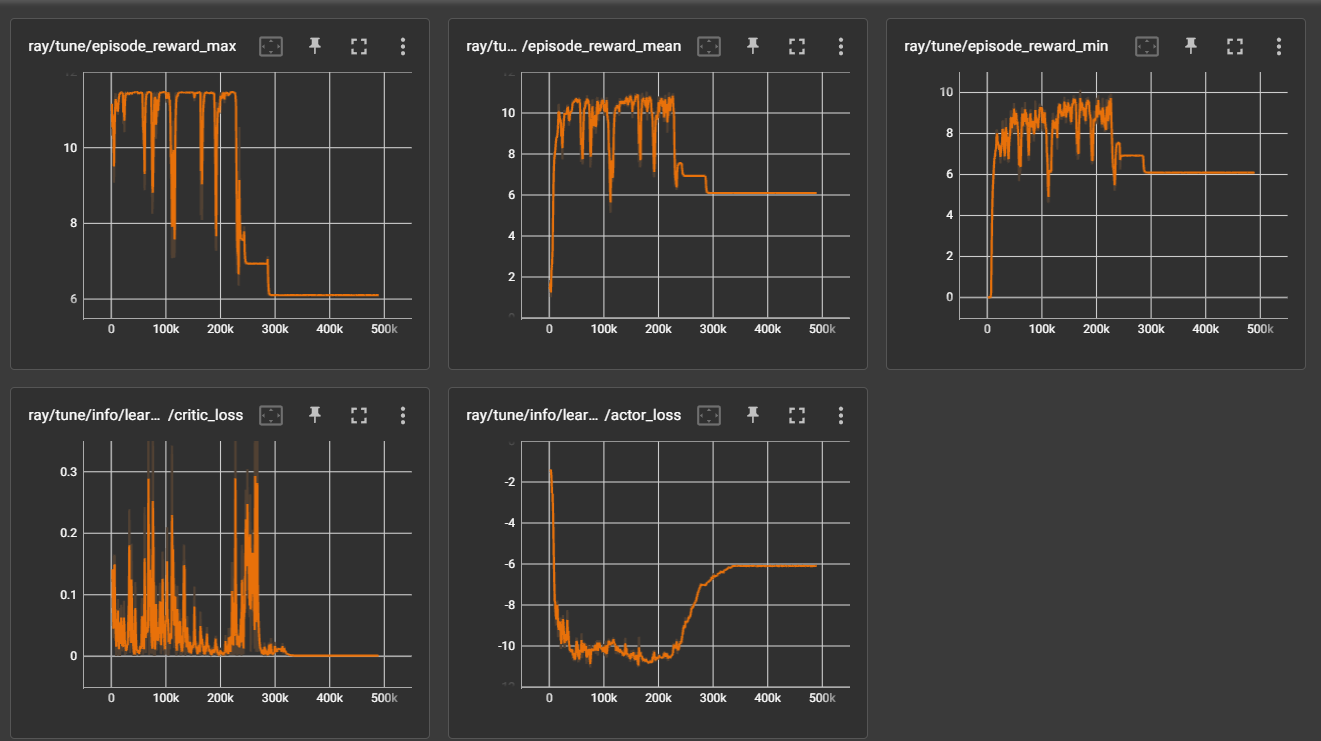 ray/tune/episode_reward_max
10
8
6
0 100k 200k 300k 400k 500k
ray/tu... /episode_reward_mean
10
8
6
4
2
0 100k 200k 300k 400k 500k
ray/tune/episode_reward_min
10
8
6
4
2
0
0 100k 200k 300k 400k 500k
ray/tune/info/lear... /critic_loss
0.3
0.2
0.1
0
0 100k 200k 300k 400k 500k
ray/tune/info/lear... /actor_loss
-2
-4
-6
-8
-10
0 100k 200k 300k 400k 500k